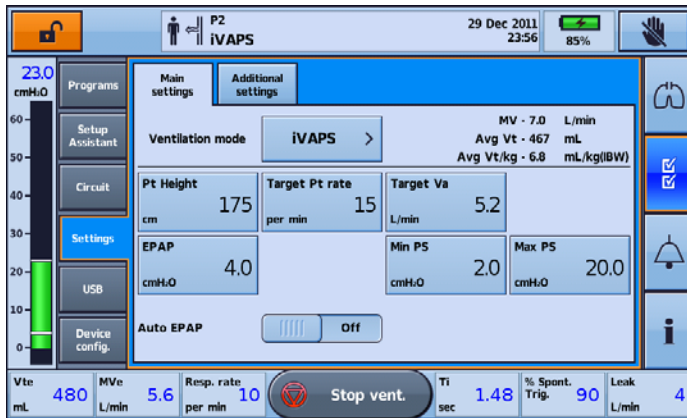 P2
iVAPS
29 Dec 2011
23:56
85%
23.0
cmH₂O
60
50
40
30
20
10
0
Programs
Setup
Assistant
Circuit
Settings
USB
Device
config.
Main
settings
Additional
settings
Ventilation mode
iVAPS >
MV - 7.0 L/min
Avg Vt - 467 mL
Avg Vt/kg - 6.8 mL/kg(IBW)
Pt Height
175
cm
Target Pt rate
15
per min
Target Va
5.2
L/min
EPAP
4.0
cmH₂O
Min PS
2.0
cmH₂O
Max PS
20.0
cmH₂O
Auto EPAP
Off
Vte
480
mL
MVe
5.6
L/min
Resp. rate
10
per min
Stop vent.
Ti
1.48
sec
% Spont.
Trig.
90
Leak
4
L/min